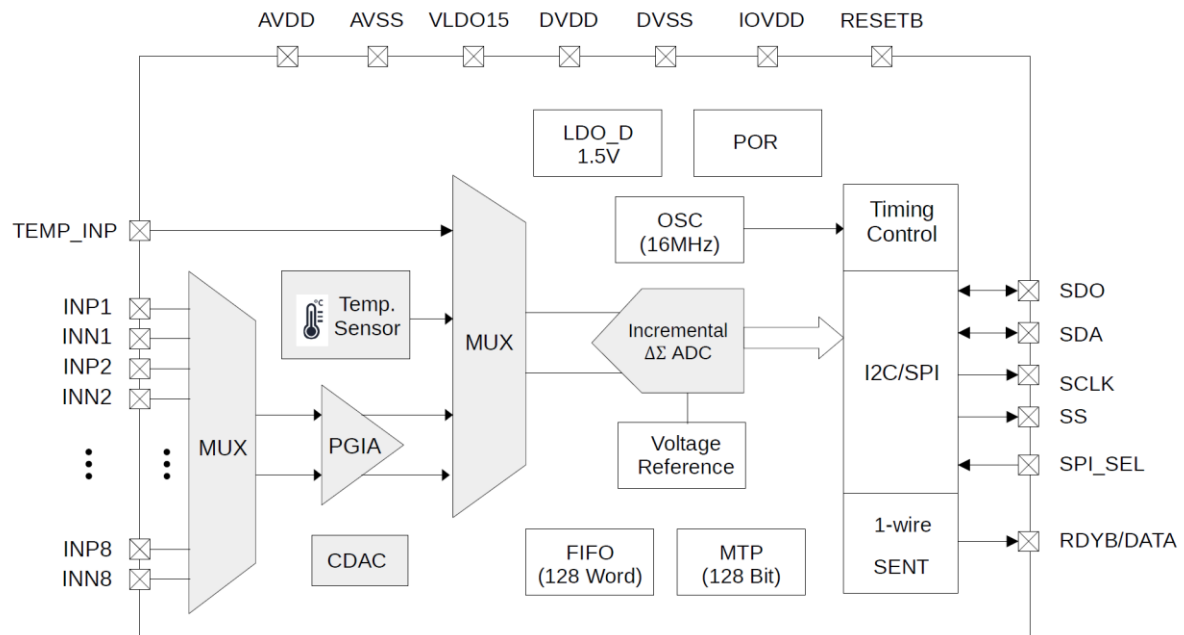 AVDD AVSS VLDO15 DVDD DVSS IOVDD RESETB
LDO_D
1.5V
POR
TEMP_INP
OSC
(16MHz)
Timing
Control
INP1
INN1
INP2
INN2
°C
Temp.
Sensor
MUX
Incremental
ΔΣ ADC
I2C/SPI
SDO
SDA
SCLK
SS
SPI_SEL
MUX
PGIA
Voltage
Reference
INP8
INN8
CDAC
FIFO
(128 Word)
MTP
(128 Bit)
1-wire
SENT
RDYB/DATA